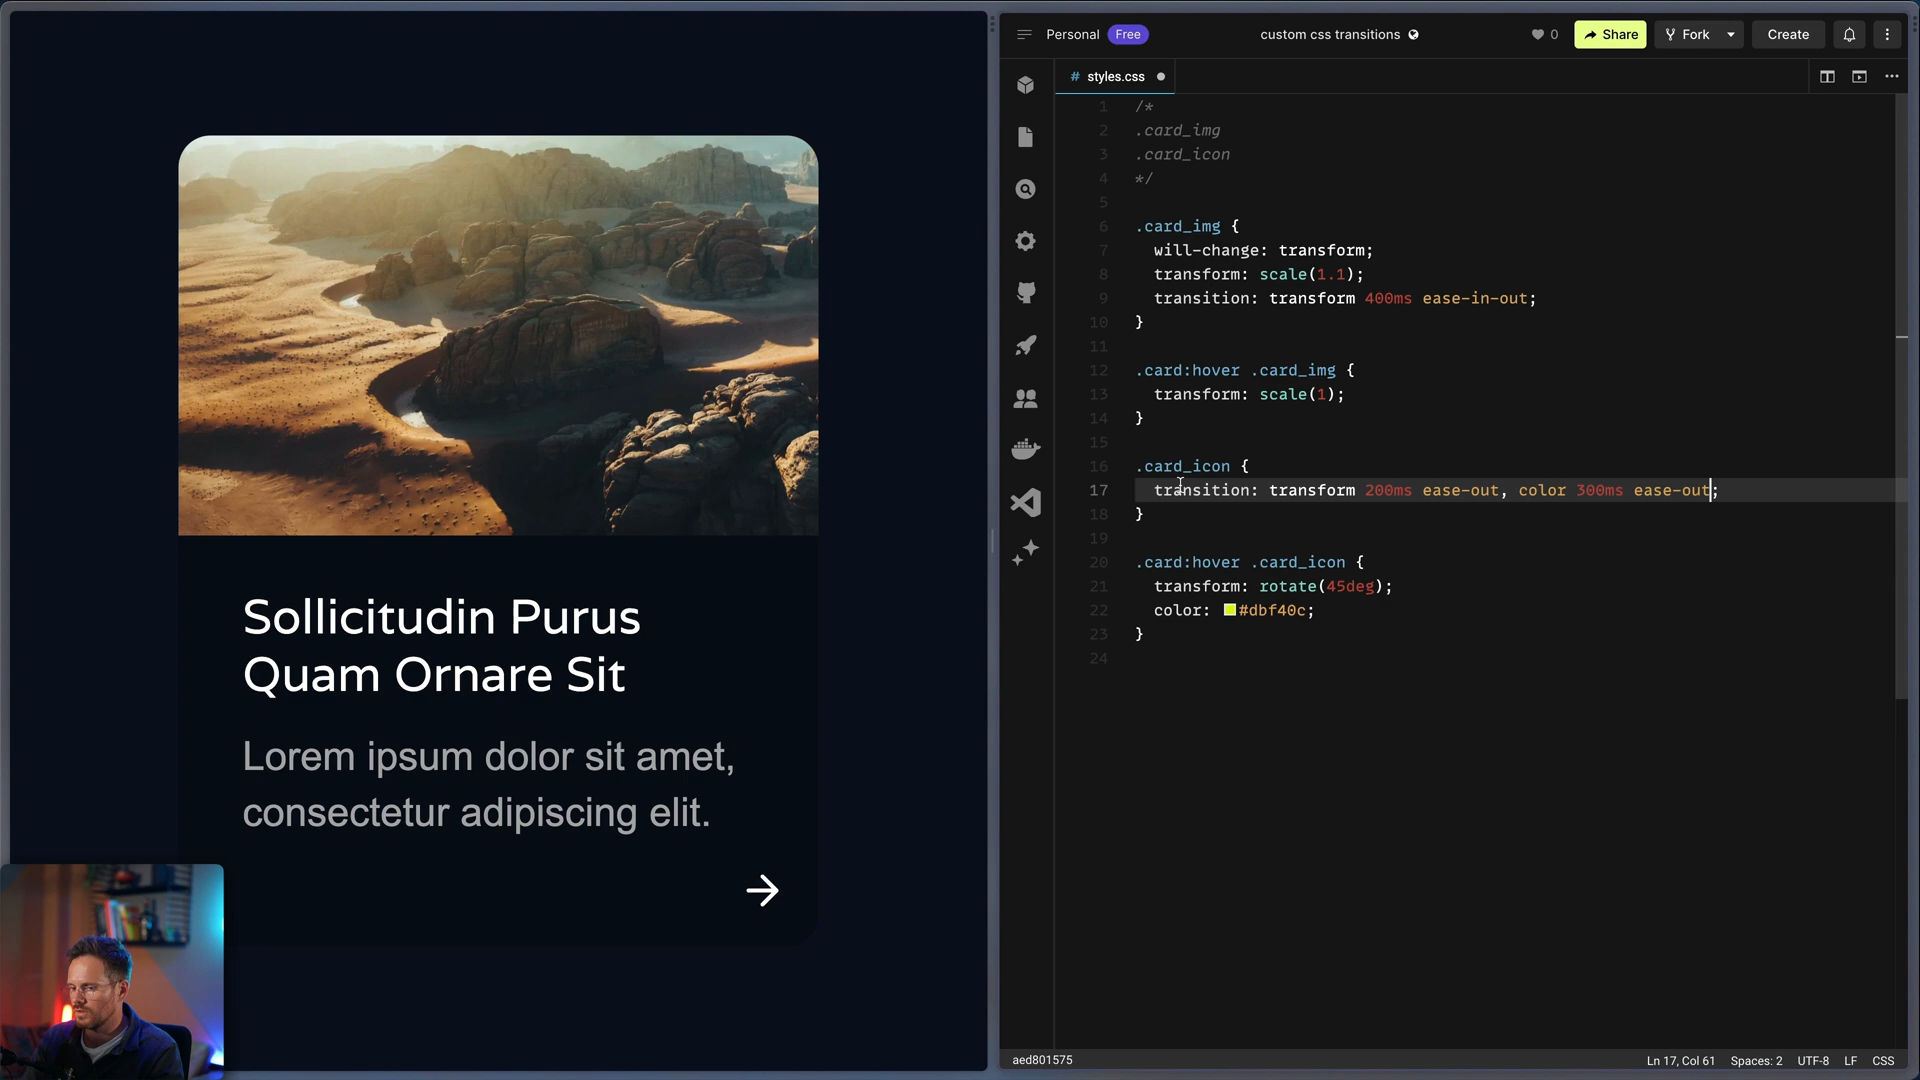 Sollicitudin Purus
Quam Ornare Sit
Lorem ipsum dolor sit amet,
consectetur adipiscing elit.
Personal Free
custom css transitions
0
Share
Fork
Create
# styles.css
1 /*
2 .card_img
3 .card_icon
4 */
5
6 .card_img {
7 will-change: transform;
8 transform: scale(1.1);
9 transition: transform 400ms ease-in-out;
10 }
11
12 .card:hover .card_img {
13 transform: scale(1);
14 }
15
16 .card_icon {
17 transition: transform 200ms ease-out, color 300ms ease-out;
18 }
19
20 .card:hover .card_icon {
21 transform: rotate(45deg);
22 color: #dbf40c;
23 }
24
aed801575
Ln 17, Col 61 Spaces: 2 UTF-8 LF CSS